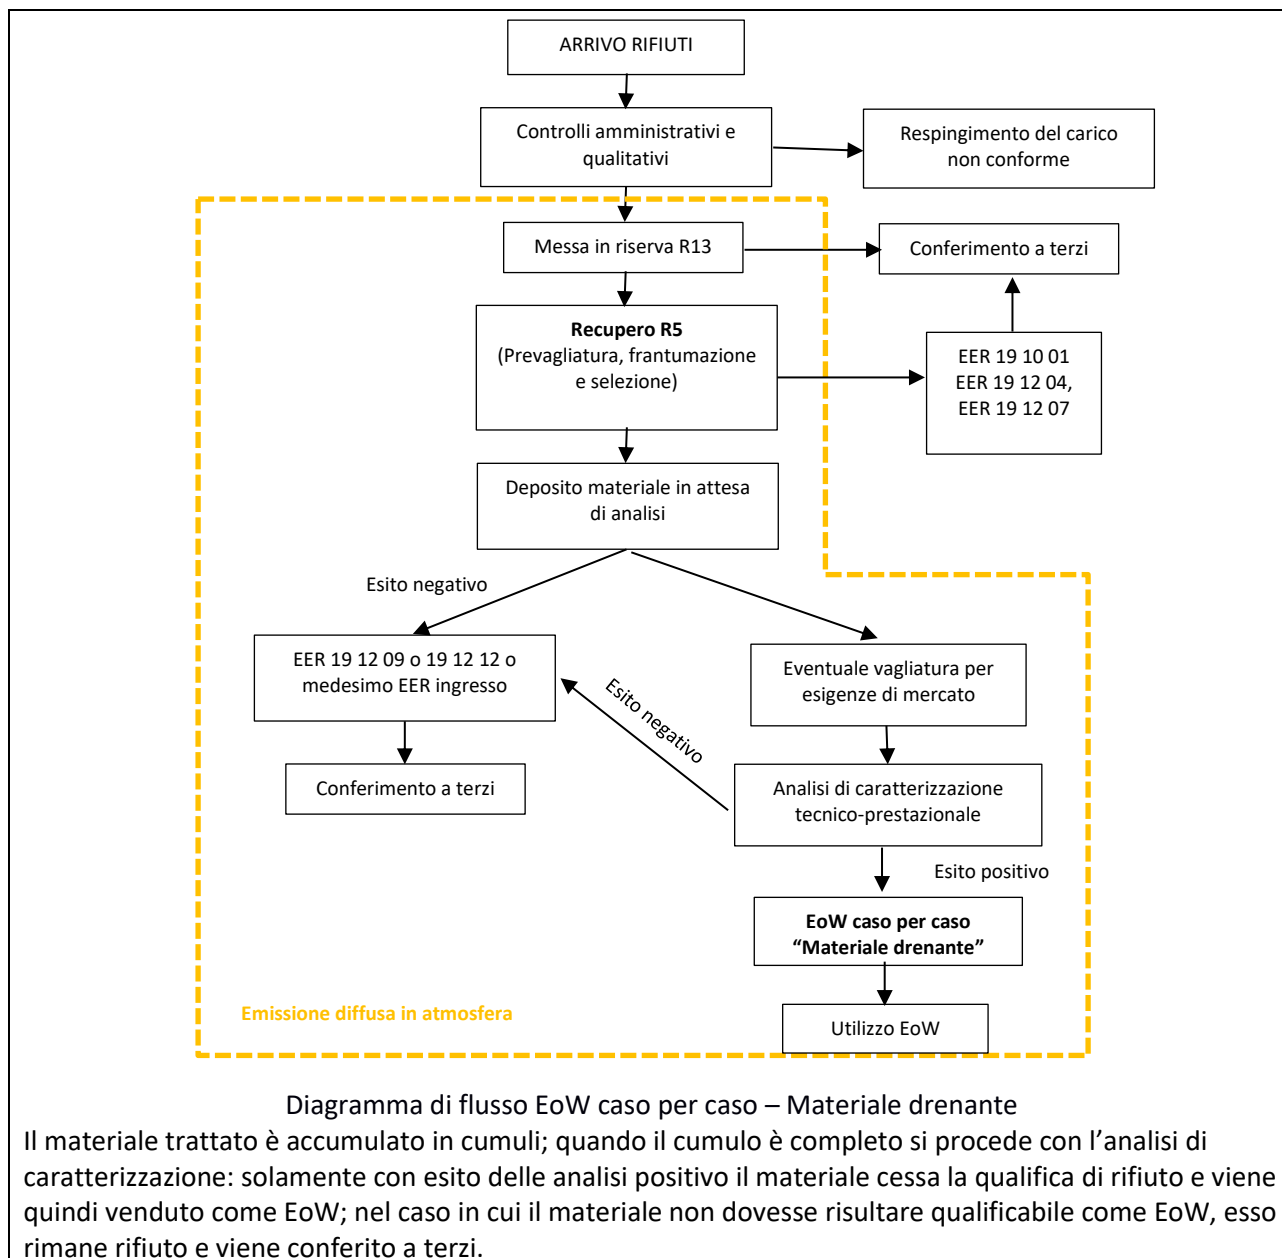 ARRIVO RIFIUTI
Controlli amministrativi e
qualitativi
Respingimento del carico
non conforme
Messa in riserva R13
Conferimento a terzi
Recupero R5
(Prevagliatura, frantumazione
e selezione)
EER 19 10 01
EER 19 12 04,
EER 19 12 07
Deposito materiale in attesa
di analisi
Esito negativo
EER 19 12 09 o 19 12 12 o
medesimo EER ingresso
Esito negativo
Eventuale vagliatura per
esigenze di mercato
Conferimento a terzi
Analisi di caratterizzazione
tecnico-prestazionale
Esito positivo
EoW caso per caso
“Materiale drenante”
Emissione diffusa in atmosfera
Utilizzo EoW
Diagramma di flusso EoW caso per caso – Materiale drenante
Il materiale trattato è accumulato in cumuli; quando il cumulo è completo si procede con l’analisi di
caratterizzazione: solamente con esito delle analisi positivo il materiale cessa la qualifica di rifiuto e viene
quindi venduto come EoW; nel caso in cui il materiale non dovesse risultare qualificabile come EoW, esso
rimane rifiuto e viene conferito a terzi.